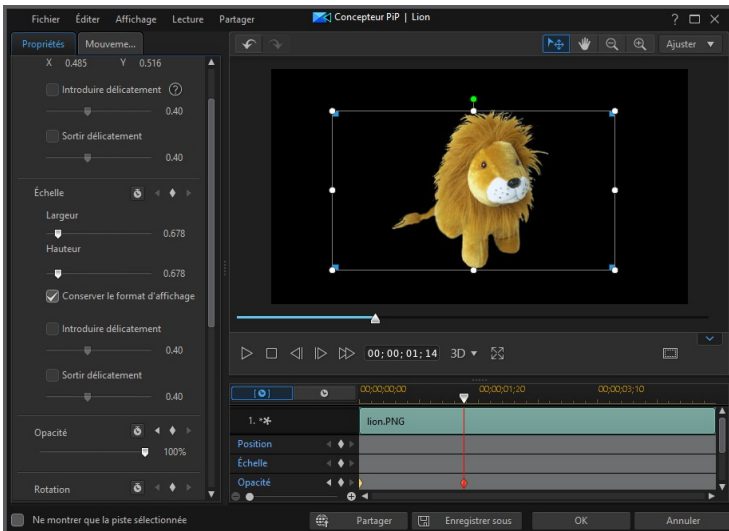 Fichier Éditer Affichage Lecture Partager Concepteur PiP | Lion ?
Propriétés Mouveme... Ajuster
X 0.485 Y 0.516
Introduire délicatement ?
0.40
Sortir délicatement
0.40
Échelle
Largeur
0.678
Hauteur
0.678
Conserver le format d'affichage
Introduire délicatement
0.40
Sortir délicatement
0.40
Opacité
100%
Rotation
00; 00; 01; 14 3D
00;00;00;00 00;00;01;20 00;00;03;10
1. lion.PNG
Position
Échelle
Opacité
Ne montrer que la piste sélectionnée Partager Enregistrer sous OK Annuler